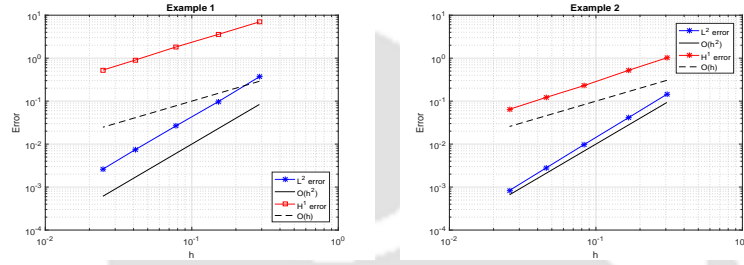 Example 1
Error
10^1
10^0
10^-1
10^-2
10^-3
10^-4
10^-2
10^-1
10^0
h
L^2 error
O(h^2)
H^1 error
O(h)
Example 2
Error
10^1
10^0
10^-1
10^-2
10^-3
10^-4
10^-2
10^-1
10^0
h
L^2 error
O(h^2)
H^1 error
O(h)